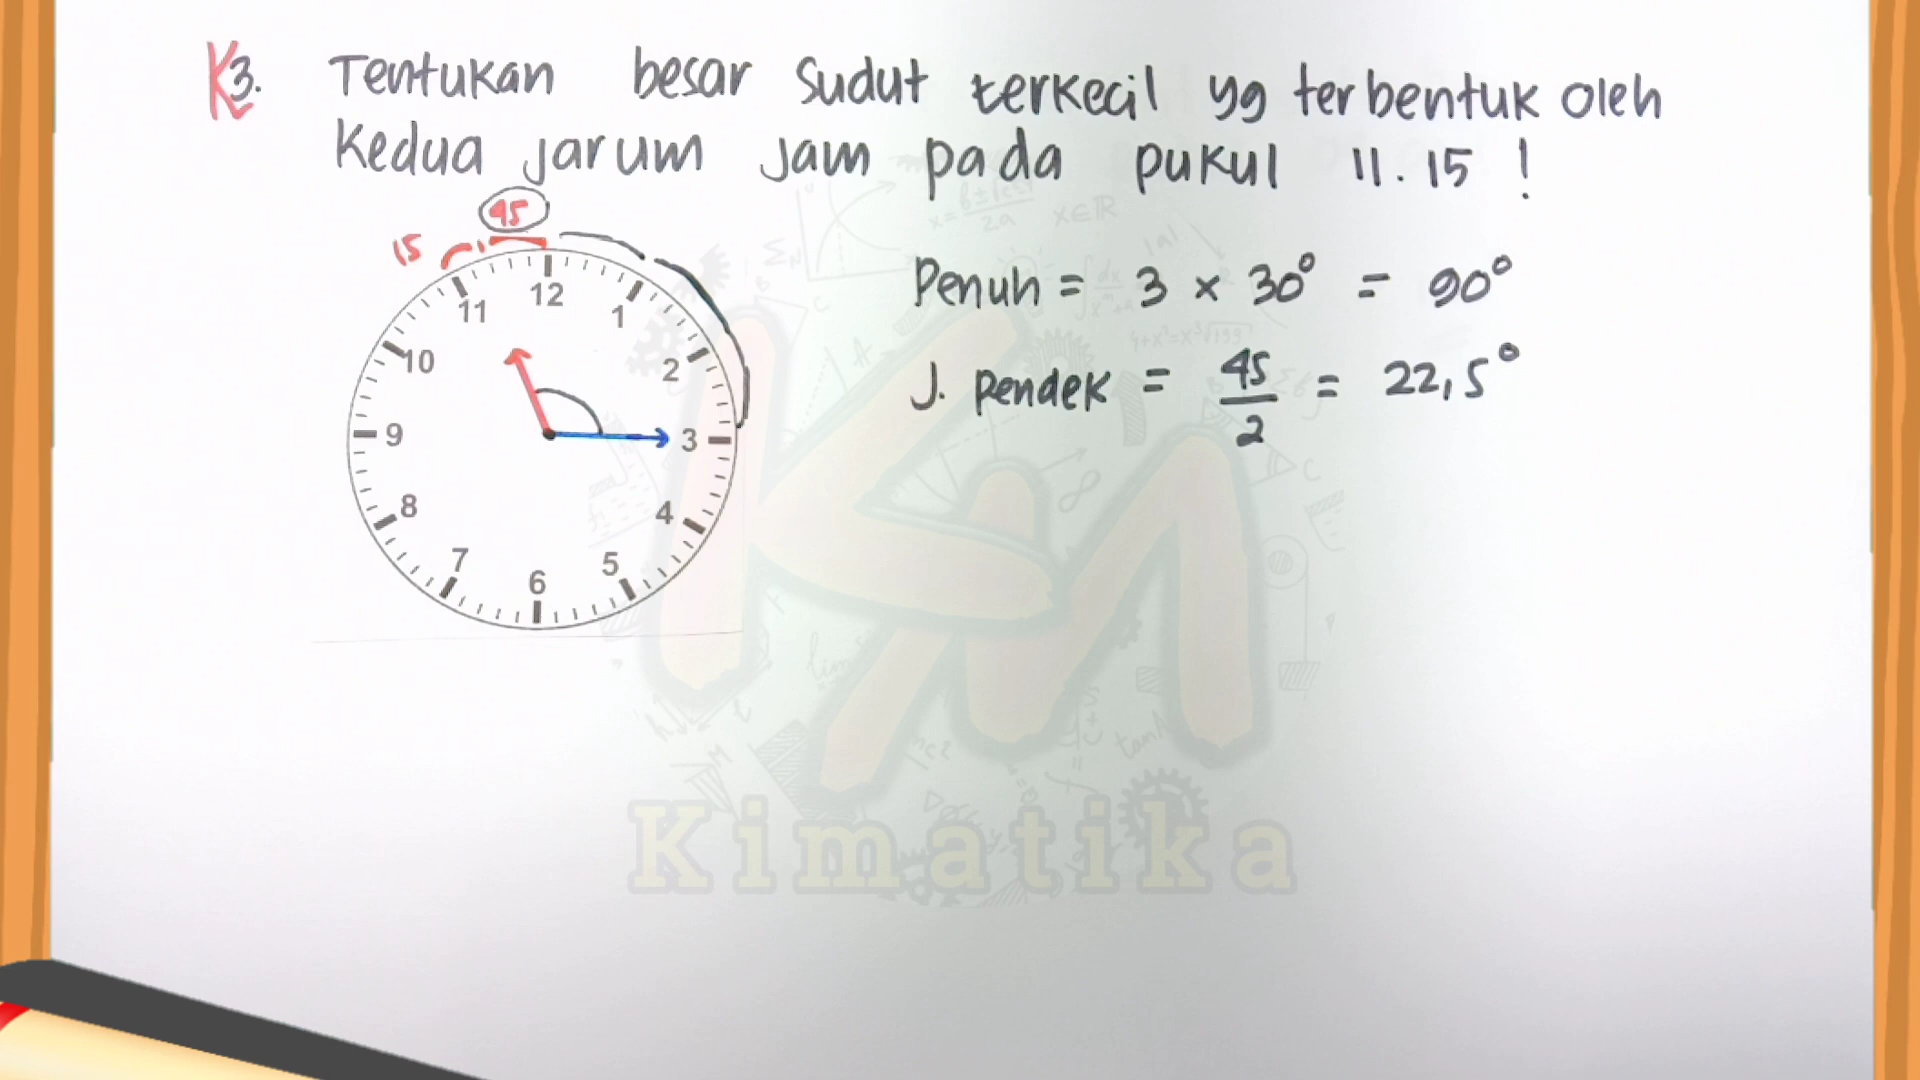 K3. Tentukan besar sudut terkecil yg terbentuk oleh
kedua jarum jam pada pukul 11.15 !
45
15
12
11
1
10
2
9
3
8
4
7
5
6
Penuh = 3 × 30° = 90°
J. pendek = 45/2 = 22,5°
Kimatika